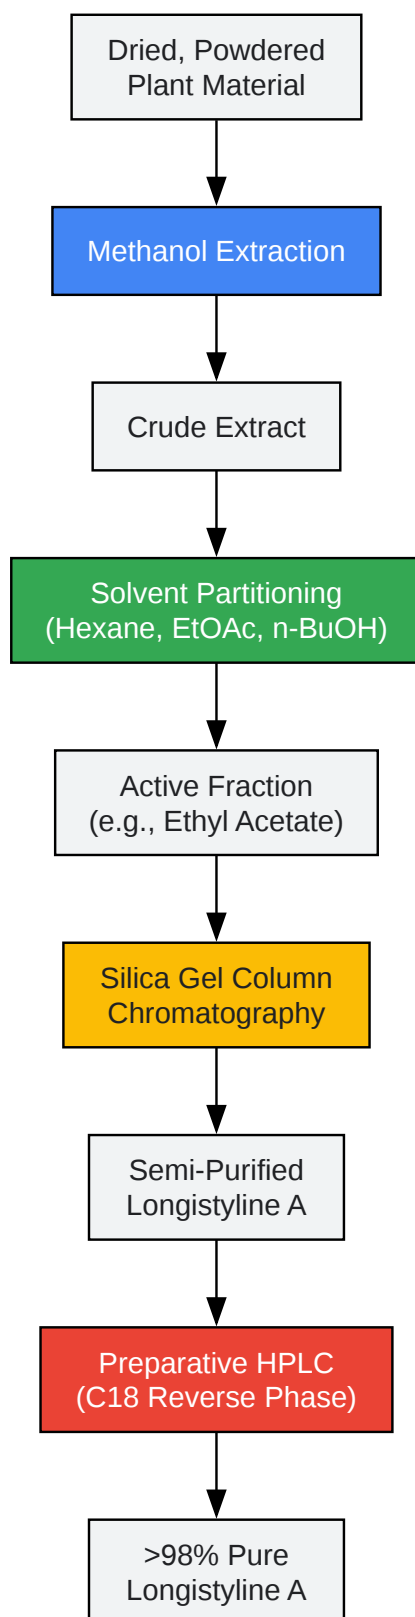 Dried, Powdered
Plant Material
Methanol Extraction
Crude Extract
Solvent Partitioning
(Hexane, EtOAc, n-BuOH)
Active Fraction
(e.g., Ethyl Acetate)
Silica Gel Column
Chromatography
Semi-Purified
Longistyline A
Preparative HPLC
(C18 Reverse Phase)
>98% Pure
Longistyline A